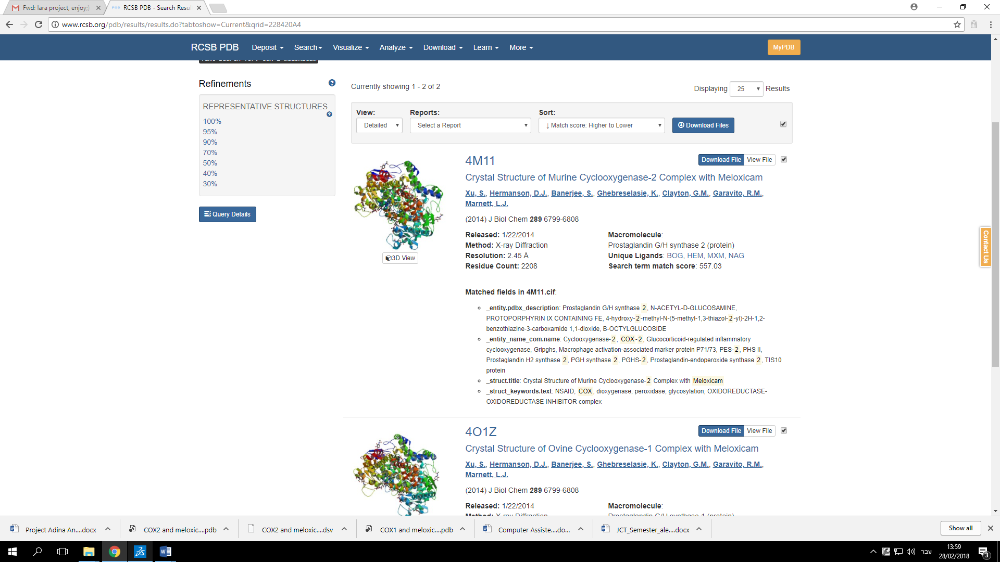 Fwd: lara project, enjoy;)
RCSB PDB - Search Resul
www.rcsb.org/pdb/results/results.do?tabtoshow=Current&qrid=228420A4
RCSB PDB Deposit Search Visualize Analyze Download Learn More MyPDB
Refinements
REPRESENTATIVE STRUCTURES
100%
95%
90%
70%
50%
40%
30%
Query Details
Currently showing 1 - 2 of 2
Displaying 25 Results
View: Reports: Sort:
Detailed Select a Report ↓ Match score: Higher to Lower Download Files
4M11
Download File View File
Crystal Structure of Murine Cyclooxygenase-2 Complex with Meloxicam
Xu, S., Hermanson, D.J., Banerjee, S., Ghebreselasie, K., Clayton, G.M., Garavito, R.M.,
Marnett, L.J.
(2014) J Biol Chem 289 6799-6808
Released: 1/22/2014
Method: X-ray Diffraction
Resolution: 2.45 Å
Residue Count: 2208
Macromolecule:
Prostaglandin G/H synthase 2 (protein)
Unique Ligands: BOG, HEM, MXM, NAG
Search term match score: 557.03
3D View
Matched fields in 4M11.cif:
_entity.pdbx_description: Prostaglandin G/H synthase 2, N-ACETYL-D-GLUCOSAMINE,
PROTOPORPHYRIN IX CONTAINING FE, 4-hydroxy-2-methyl-N-(5-methyl-1,3-thiazol-2-yl)-2H-1,2-
benzothiazine-3-carboxamide 1,1-dioxide, B-OCTYLGLUCOSIDE
_entity_name_com.name: Cyclooxygenase-2, COX-2, Glucocorticoid-regulated inflammatory
cyclooxygenase, Gripghs, Macrophage activation-associated marker protein P71/73, PES-2, PHS II,
Prostaglandin H2 synthase 2, PGH synthase 2, PGHS-2, Prostaglandin-endoperoxide synthase 2, TIS10
protein
_struct.title: Crystal Structure of Murine Cyclooxygenase-2 Complex with Meloxicam
_struct_keywords.text: NSAID, COX, dioxygenase, peroxidase, glycosylation, OXIDOREDUCTASE-
OXIDOREDUCTASE INHIBITOR complex
4O1Z
Download File View File
Crystal Structure of Ovine Cyclooxygenase-1 Complex with Meloxicam
Xu, S., Hermanson, D.J., Banerjee, S., Ghebreselasie, K., Clayton, G.M., Garavito, R.M.,
Marnett, L.J.
(2014) J Biol Chem 289 6799-6808
Released: 1/22/2014
Method: X-ray Diffraction
Macromolecule:
Prostaglandin G/H synthase 1 (protein)
Contact Us
Project Adina An....docx
COX2 and meloxic....pdb
COX2 and meloxic....dsv
COX1 and meloxic....pdb
Computer Assiste....do...
JCT_Semester_ale....docx
Show all
עבר
13:59
28/02/2018
3